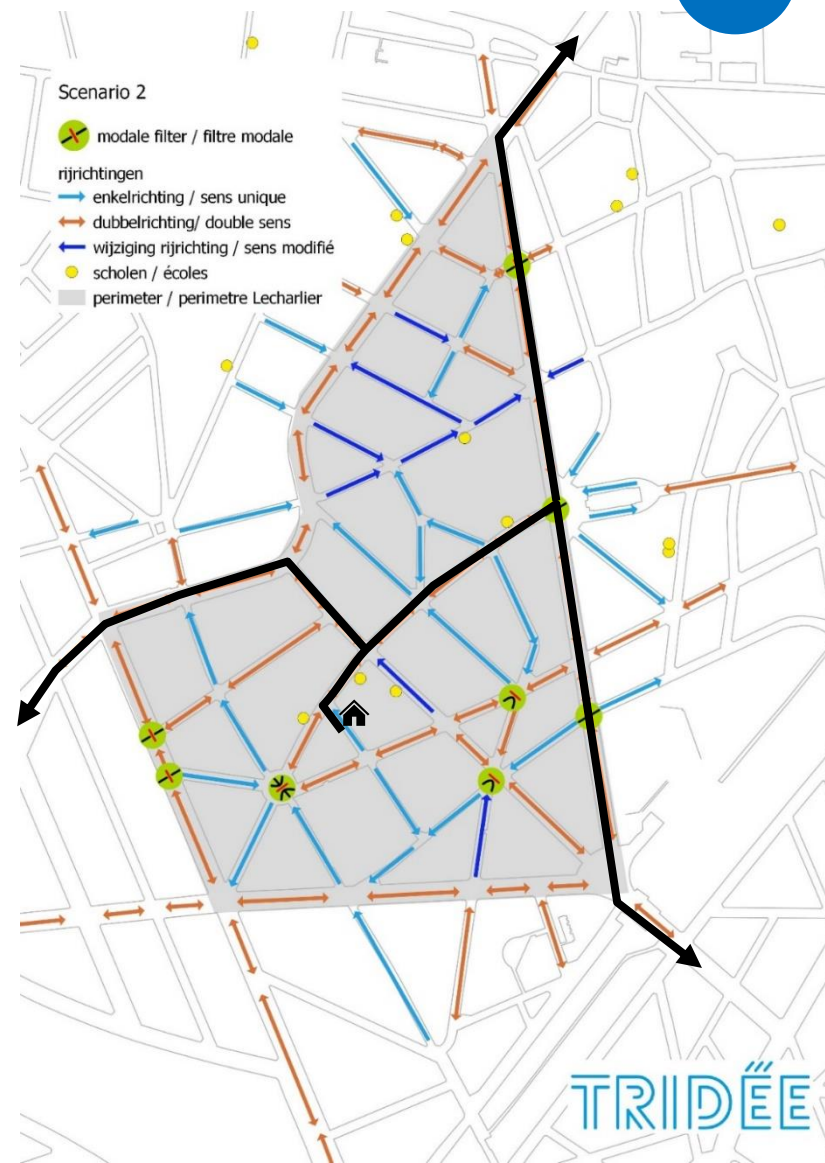 Scenario 2
modale filter / filtre modale
rijrichtingen
enkelrichting / sens unique
dubbelrichting/ double sens
wijziging rijrichting / sens modifié
scholen / écoles
perimeter / perimetre Lecharlier
TRIDËE